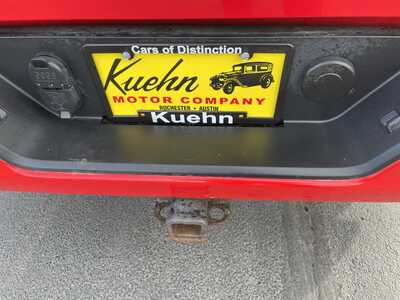 Cars of Distinction
Kuehn
MOTOR COMPANY
ROCHESTER • AUSTIN
Kuehn